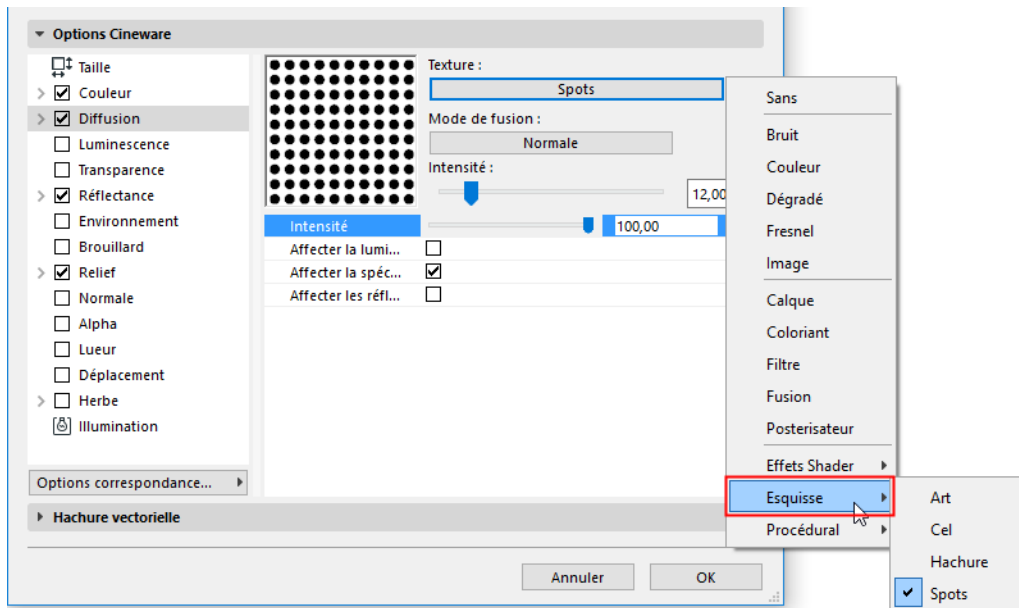 Options Cineware
Taille
Couleur
Diffusion
Luminescence
Transparence
Réflectance
Environnement
Brouillard
Relief
Normale
Alpha
Lueur
Déplacement
Herbe
Illumination
Options correspondance...
Texture :
Spots
Mode de fusion :
Normale
Intensité :
12,00
Intensité 100,00
Affecter la lumi...
Affecter la spéc...
Affecter les réfl...
Sans
Bruit
Couleur
Dégradé
Fresnel
Image
Calque
Coloriant
Filtre
Fusion
Posterisateur
Effets Shader
Esquisse
Procédural
Art
Cel
Hachure
Spots
Hachure vectorielle
Annuler OK